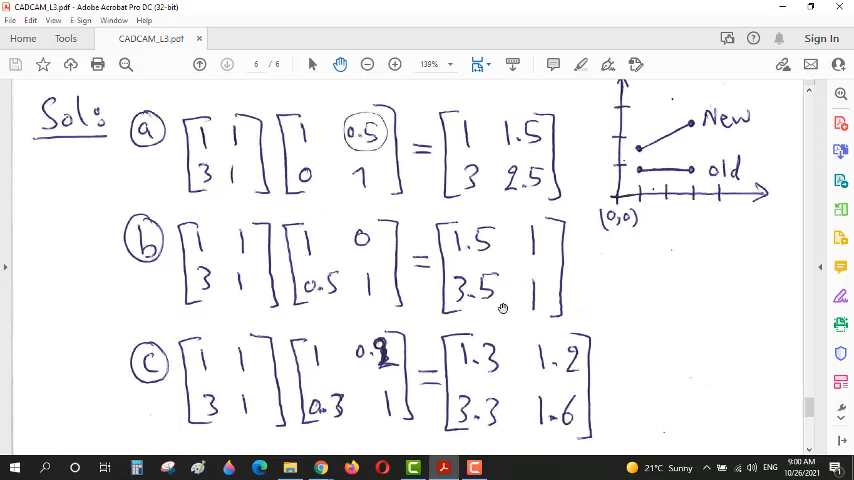 CADCAM_L3.pdf - Adobe Acrobat Pro DC (32-bit)
File Edit View E-Sign Window Help
Home Tools CADCAM_L3.pdf × Sign In
6 / 6 139%
Sol:
a [1 1; 3 1] [1 0.5; 0 1] = [1 1.5; 3 2.5]
New
old
(0,0)
b [1 1; 3 1] [1 0; 0.5 1] = [1.5 1; 3.5 1]
c [1 1; 3 1] [1 0.2; 0.3 1] = [1.3 1.2; 3.3 1.6]
21°C Sunny ENG 9:00 AM
10/26/2021